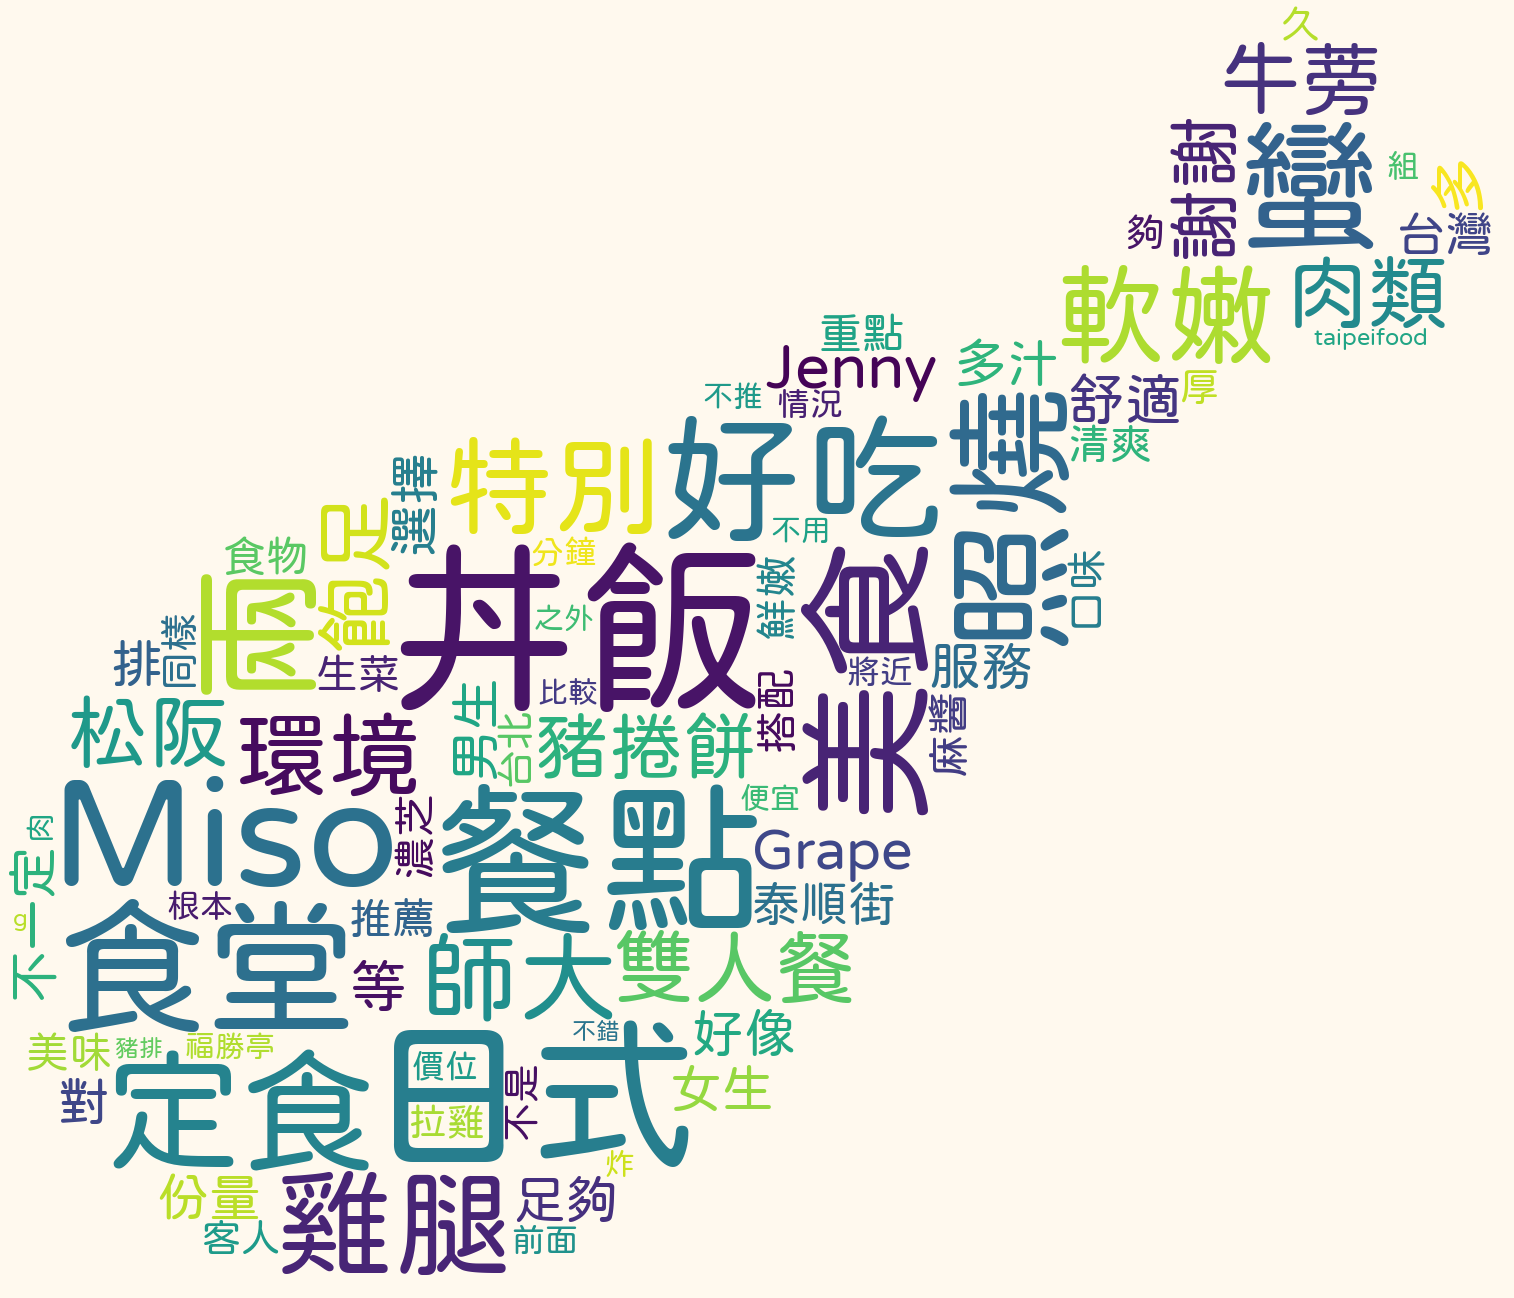 久
牛蒡
謝謝
蠻
組
多
夠
台灣
軟嫩
肉類
taipeifood
重點
Jenny
多汁
舒適
厚
不推
情況
清爽
特別
好吃
照燒
選擇
足
飽
不用
食物
分鐘
丼飯
美食
鮮嫩
口味
兩
之外
同樣
排
生菜
比較
將近
服務
搭配
松阪
環境
男生
台北
豬捲餅
麻醬
Miso
餐點
便宜
濃
芝
肉
Grape
不一定
根本
推薦
泰順街
g
食堂
等
師大
雙人餐
美味
豬排
福勝亭
不錯
好像
對
定食
日式
價位
拉雞
不是
女生
炸
份量
雞腿
足夠
客人
前面